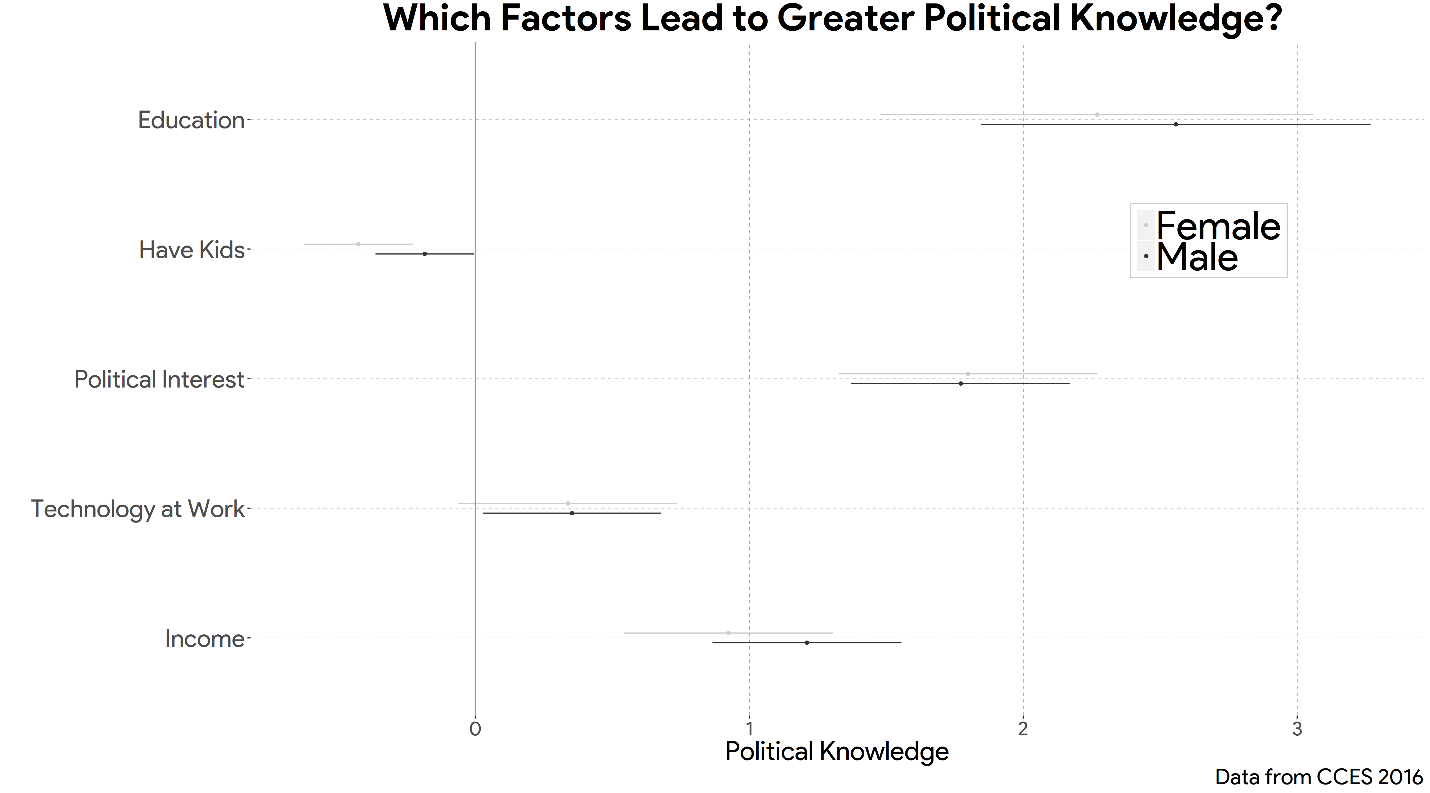 Which Factors Lead to Greater Political Knowledge?
Education
Have Kids
Political Interest
Technology at Work
Income
Female
Male
0 1 2 3
Political Knowledge
Data from CCES 2016